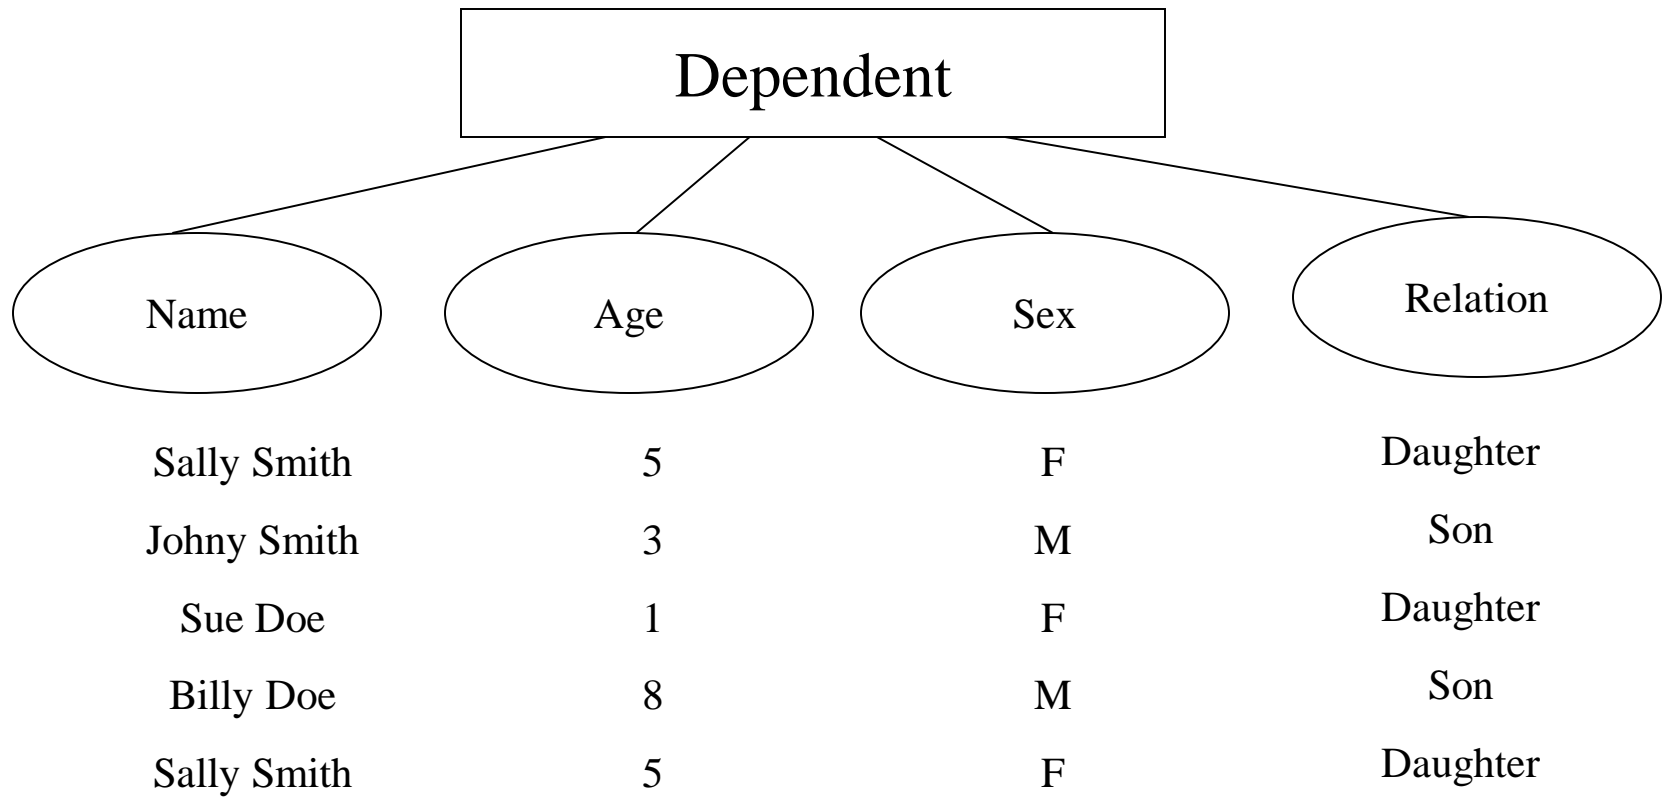 Dependent
Name Age Sex Relation
Sally Smith 5 F Daughter
Johny Smith 3 M Son
Sue Doe 1 F Daughter
Billy Doe 8 M Son
Sally Smith 5 F Daughter